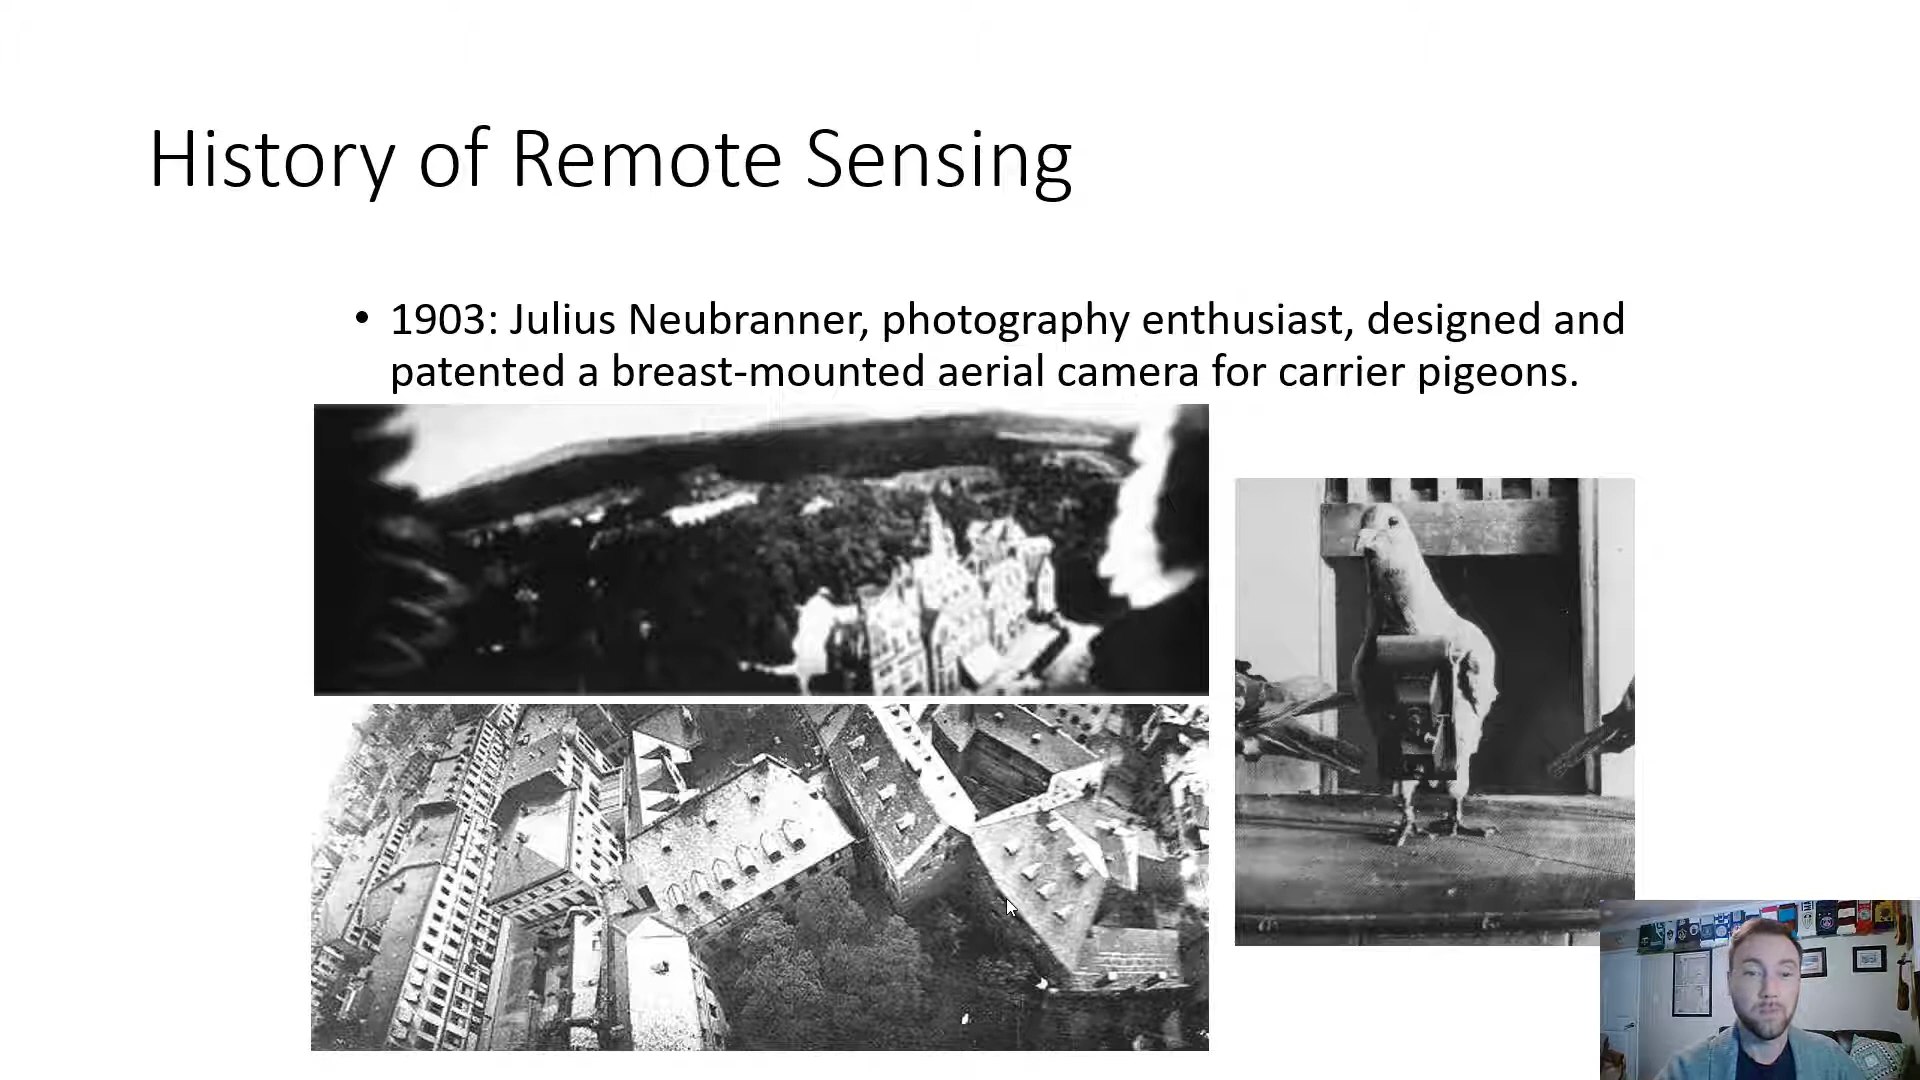 History of Remote Sensing
• 1903: Julius Neubranner, photography enthusiast, designed and
patented a breast-mounted aerial camera for carrier pigeons.